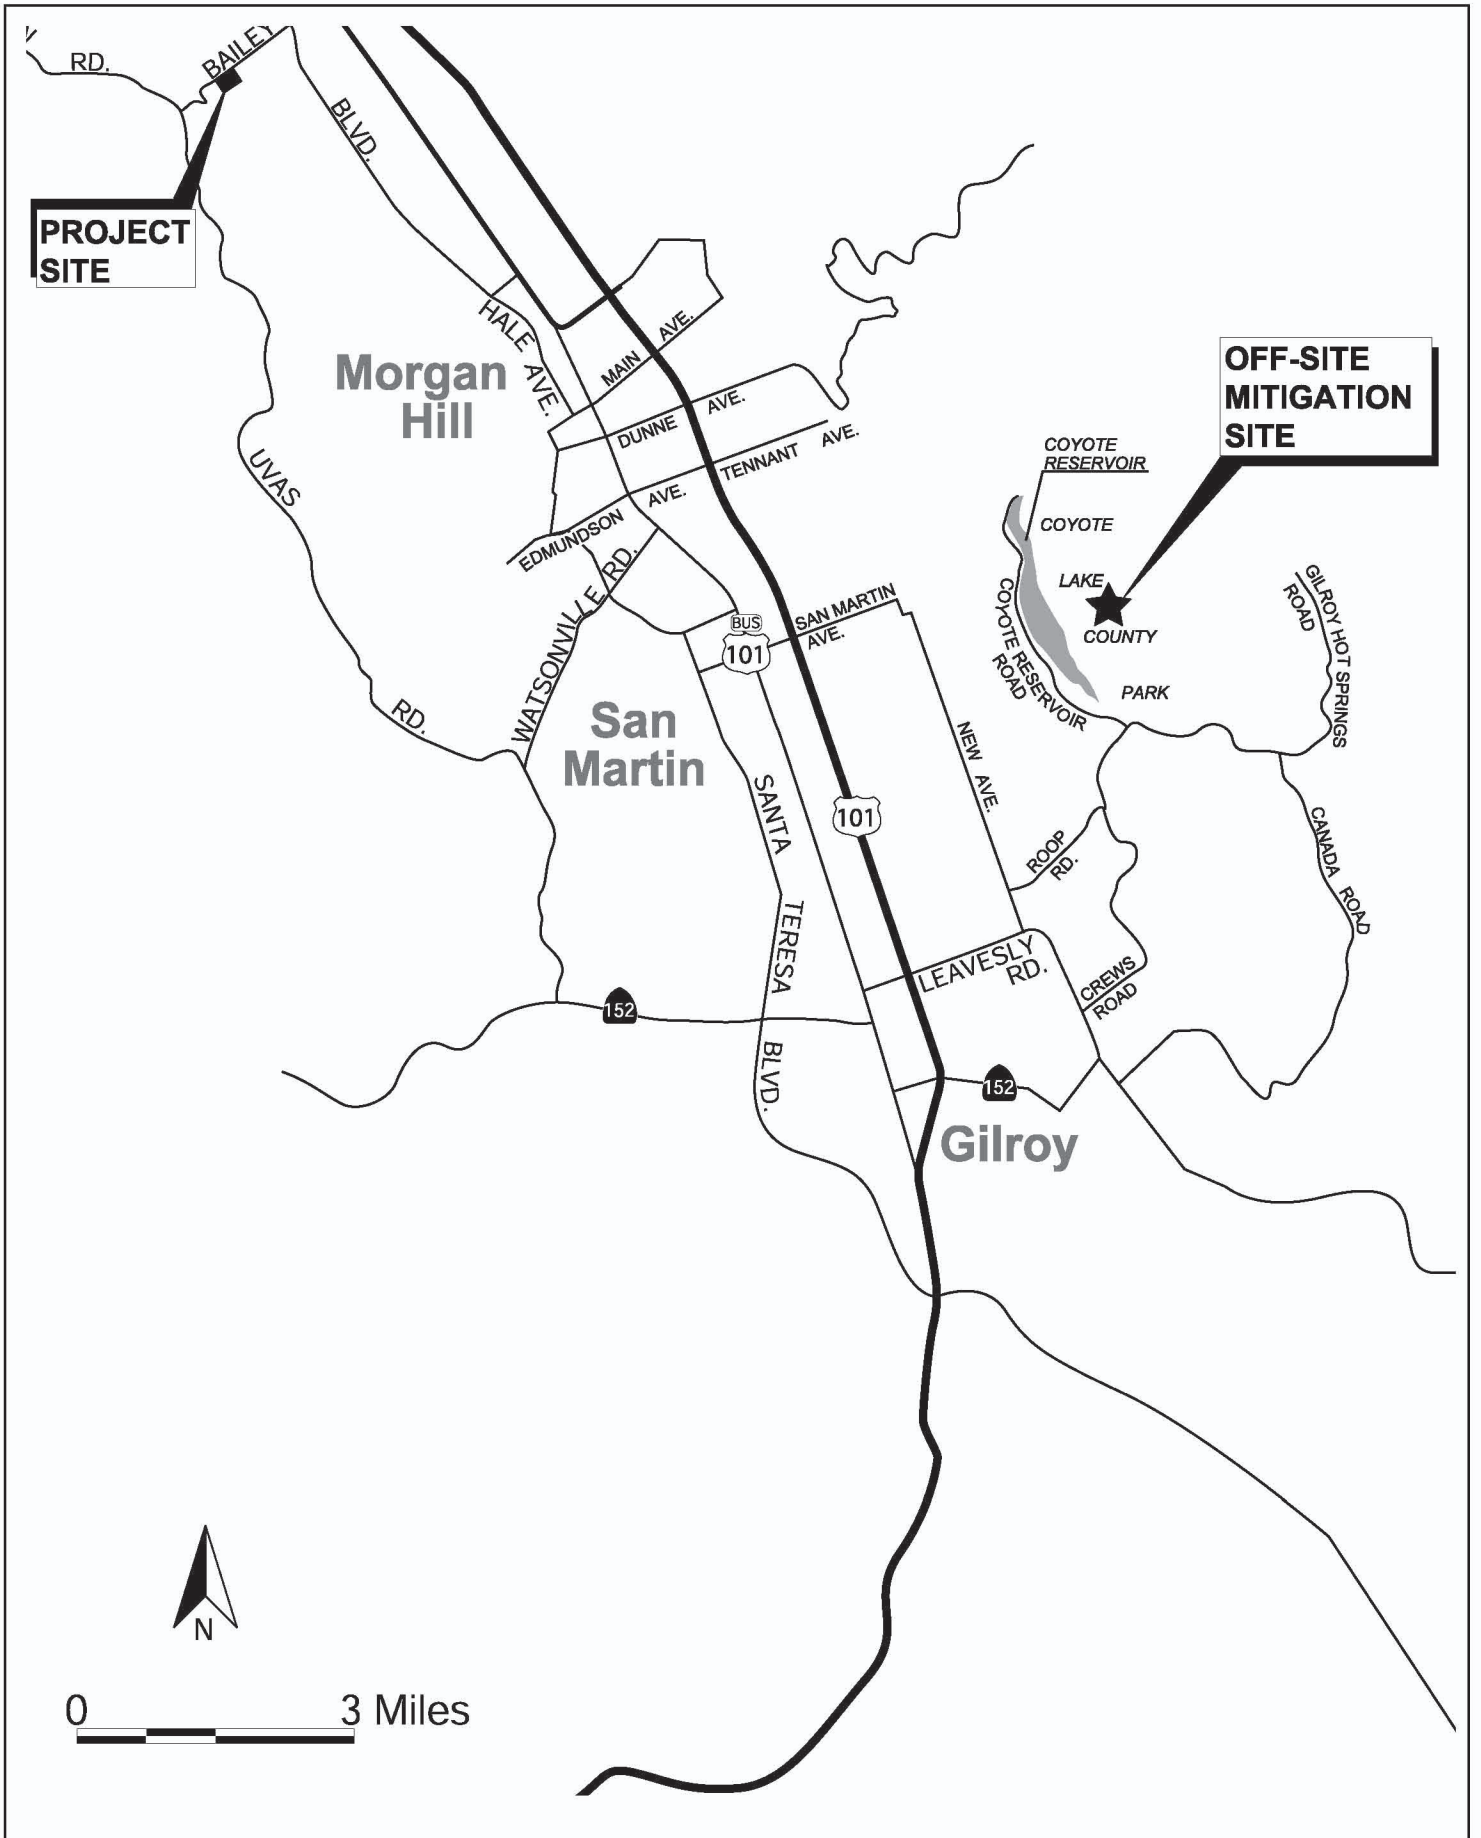 RD.
BAILEY
BLVD.
PROJECT
SITE
HALE AVE.
MAIN AVE.
Morgan
Hill
DUNNE AVE.
TENNANT AVE.
EDMUNDSON AVE.
UVAS
RD.
WATSONVILLE RD.
OFF-SITE
MITIGATION
SITE
COYOTE
RESERVOIR
COYOTE
LAKE
COUNTY
PARK
COYOTE RESERVOIR
ROAD
GILROY HOT SPRINGS
ROAD
BUS
101
SAN MARTIN
AVE.
San
Martin
NEW AVE.
SANTA
TERESA
BLVD.
101
ROOP
RD.
CANADA ROAD
LEAVESLY
RD.
CREWS
ROAD
152
152
Gilroy
N
0 3 Miles